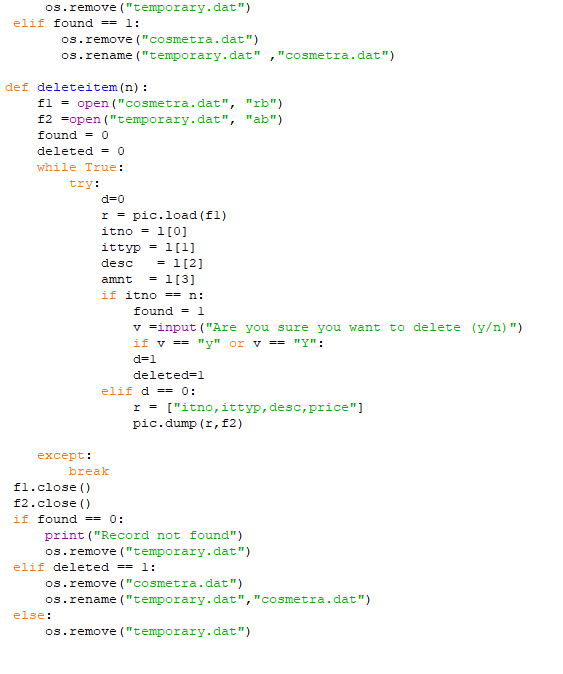 os.remove("temporary.dat")
elif found == 1:
os.remove("cosmetra.dat")
os.rename("temporary.dat" ,"cosmetra.dat")
def deleteitem(n):
f1 = open("cosmetra.dat", "rb")
f2 =open("temporary.dat", "ab")
found = 0
deleted = 0
while True:
try:
d=0
r = pic.load(f1)
itno = l[0]
ittyp = l[1]
desc   = l[2]
amnt  = l[3]
if itno == n:
found = 1
v =input("Are you sure you want to delete (y/n)")
if v == "y" or v == "Y":
d=1
deleted=1
elif d == 0:
r = ["itno,ittyp,desc,price"]
pic.dump(r,f2)
except:
break
f1.close()
f2.close()
if found == 0:
print("Record not found")
os.remove("temporary.dat")
elif deleted == 1:
os.remove("cosmetra.dat")
os.rename("temporary.dat","cosmetra.dat")
else:
os.remove("temporary.dat")